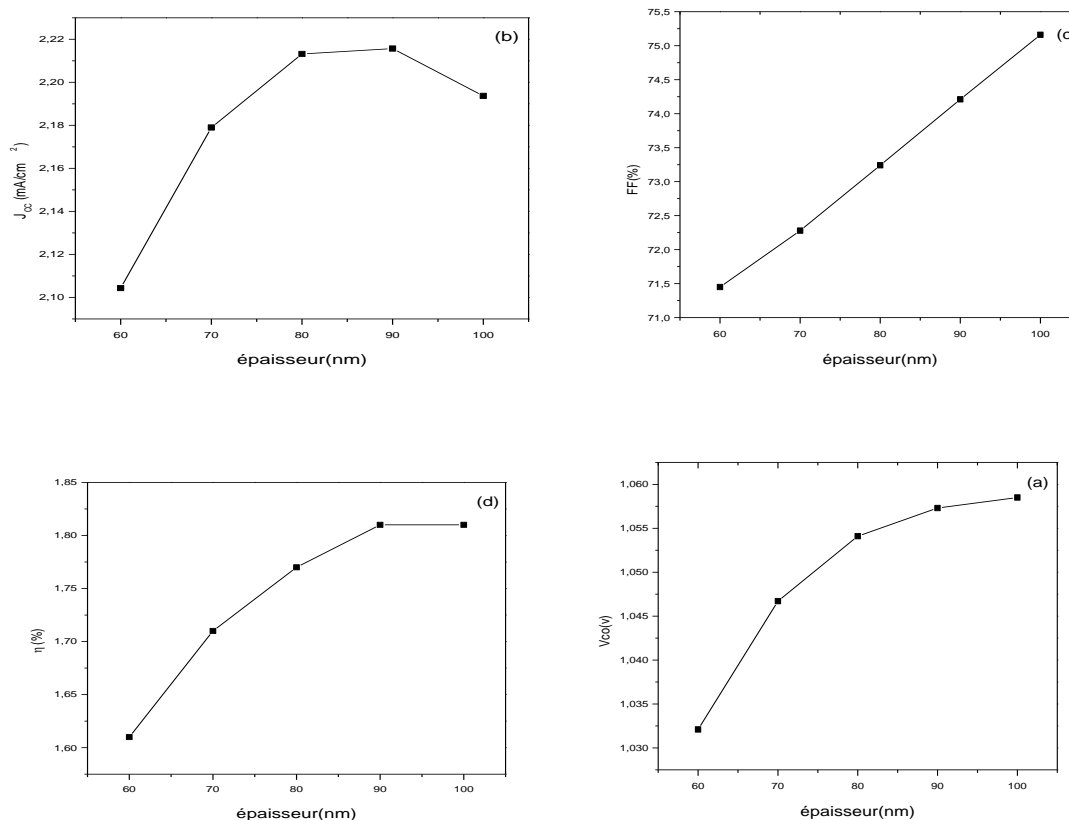 (b)
2,22
2,20
2,18
2,16
2,14
2,12
2,10
J_cc (mA/cm²)
60 70 80 90 100
épaisseur(nm)
(c
75,5
75,0
74,5
74,0
73,5
73,0
72,5
72,0
71,5
71,0
FF(%)
60 70 80 90 100
épaisseur(nm)
(d)
1,85
1,80
1,75
1,70
1,65
1,60
η (%)
60 70 80 90 100
épaisseur(nm)
(a)
1,060
1,055
1,050
1,045
1,040
1,035
1,030
Vco(v)
60 70 80 90 100
épaisseur(nm)